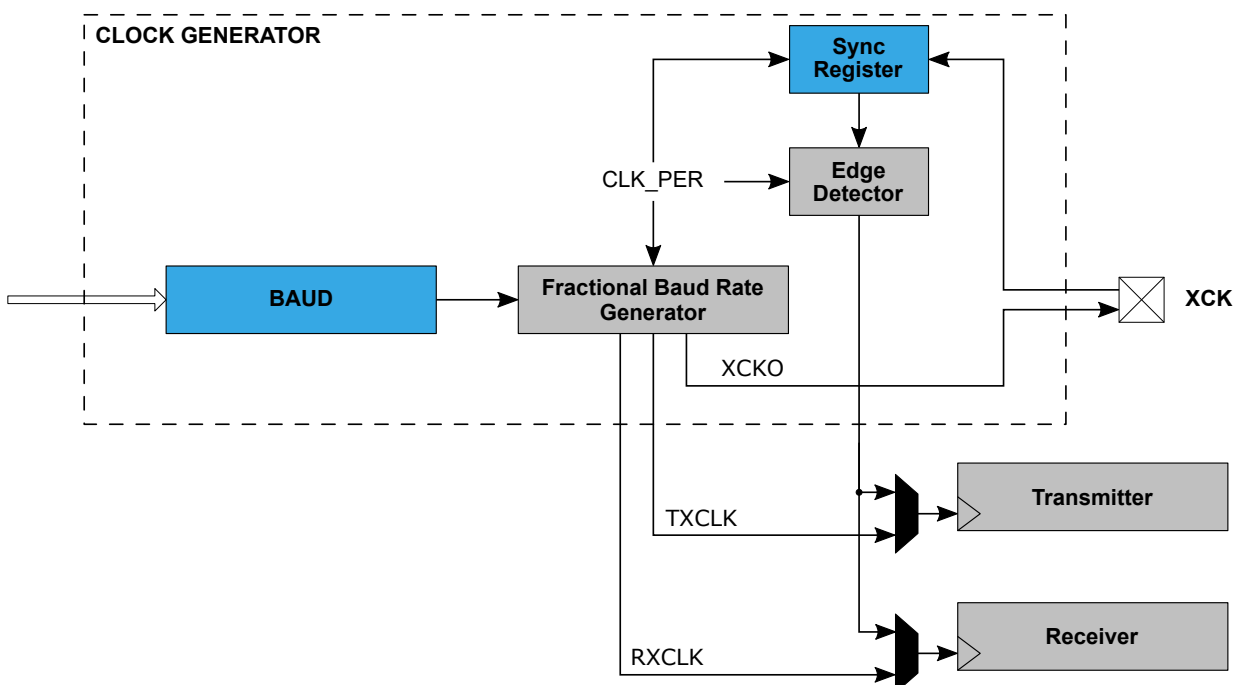 CLOCK GENERATOR
Sync
Register
CLK_PER
Edge
Detector
BAUD
Fractional Baud Rate
Generator
XCK
XCKO
Transmitter
TXCLK
Receiver
RXCLK